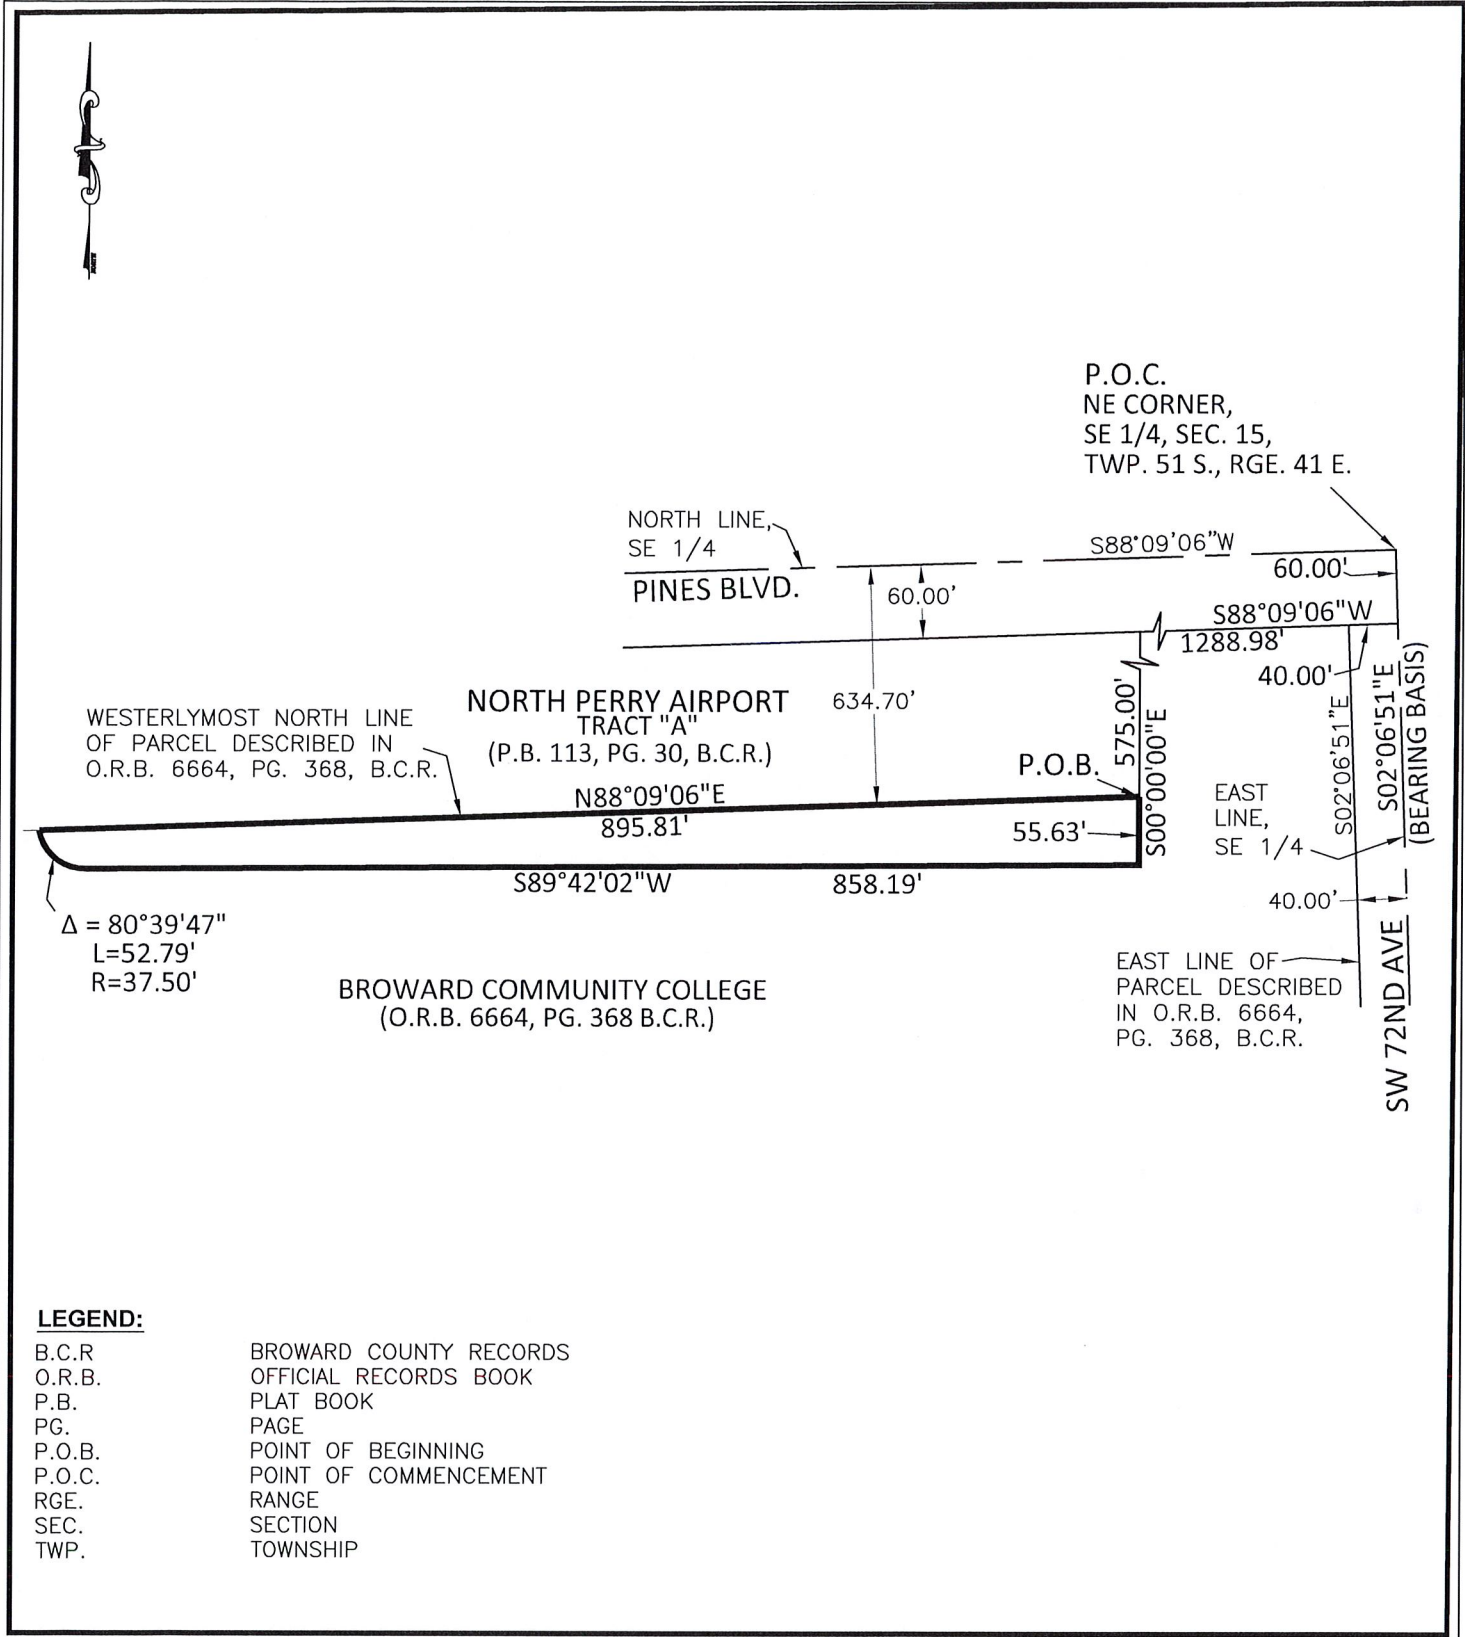 P.O.C.
NE CORNER,
SE 1/4, SEC. 15,
TWP. 51 S., RGE. 41 E.
NORTH LINE,
SE 1/4
S88°09'06"W
60.00'
PINES BLVD.
60.00'
S88°09'06"W
1288.98'
40.00'
634.70'
575.00'
S00°00'00"E
S02°06'51"E
S02°06'51"E
(BEARING BASIS)
NORTH PERRY AIRPORT
TRACT "A"
(P.B. 113, PG. 30, B.C.R.)
WESTERLYMOST NORTH LINE
OF PARCEL DESCRIBED IN
O.R.B. 6664, PG. 368, B.C.R.
P.O.B.
N88°09'06"E
895.81'
55.63'
EAST
LINE,
SE 1/4
S89°42'02"W
858.19'
40.00'
Δ = 80°39'47"
L=52.79'
R=37.50'
BROWARD COMMUNITY COLLEGE
(O.R.B. 6664, PG. 368 B.C.R.)
EAST LINE OF
PARCEL DESCRIBED
IN O.R.B. 6664,
PG. 368, B.C.R.
SW 72ND AVE
LEGEND:
B.C.R BROWARD COUNTY RECORDS
O.R.B. OFFICIAL RECORDS BOOK
P.B. PLAT BOOK
PG. PAGE
P.O.B. POINT OF BEGINNING
P.O.C. POINT OF COMMENCEMENT
RGE. RANGE
SEC. SECTION
TWP. TOWNSHIP